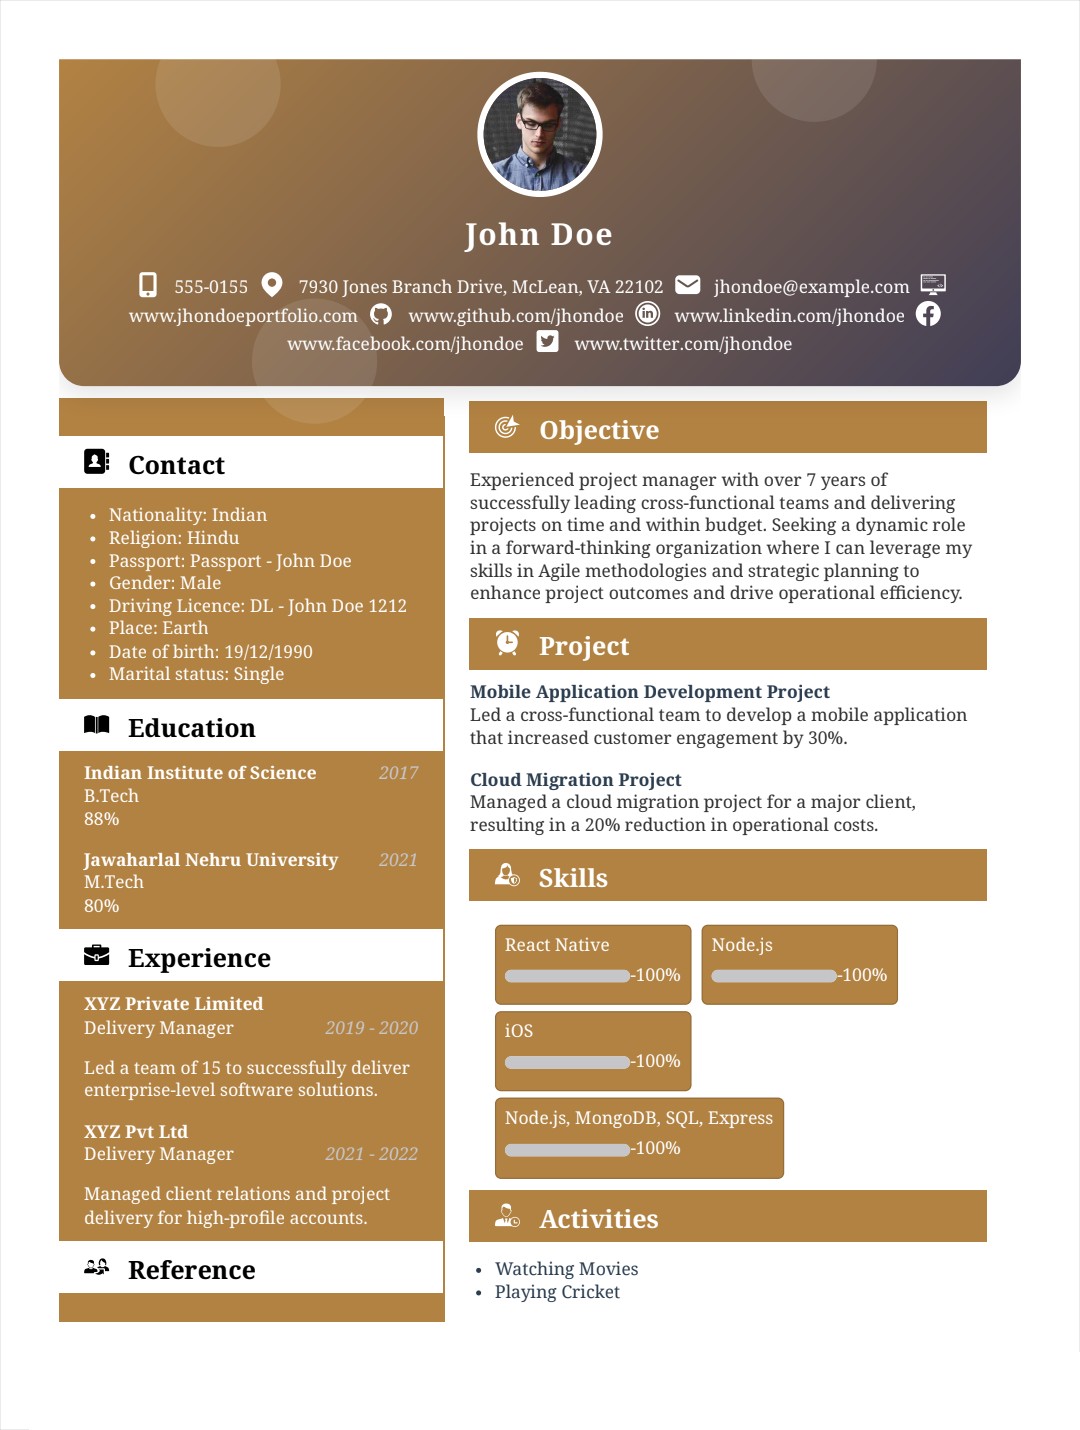 John Doe
555-0155 7930 Jones Branch Drive, McLean, VA 22102 jhondoe@example.com
www.jhondoeportfolio.com www.github.com/jhondoe www.linkedin.com/jhondoe
www.facebook.com/jhondoe www.twitter.com/jhondoe
Contact
• Nationality: Indian
• Religion: Hindu
• Passport: Passport - John Doe
• Gender: Male
• Driving Licence: DL - John Doe 1212
• Place: Earth
• Date of birth: 19/12/1990
• Marital status: Single
Education
Indian Institute of Science 2017
B.Tech
88%
Jawaharlal Nehru University 2021
M.Tech
80%
Experience
XYZ Private Limited
Delivery Manager 2019 - 2020
Led a team of 15 to successfully deliver
enterprise-level software solutions.
XYZ Pvt Ltd
Delivery Manager 2021 - 2022
Managed client relations and project
delivery for high-profile accounts.
Reference
Objective
Experienced project manager with over 7 years of
successfully leading cross-functional teams and delivering
projects on time and within budget. Seeking a dynamic role
in a forward-thinking organization where I can leverage my
skills in Agile methodologies and strategic planning to
enhance project outcomes and drive operational efficiency.
Project
Mobile Application Development Project
Led a cross-functional team to develop a mobile application
that increased customer engagement by 30%.
Cloud Migration Project
Managed a cloud migration project for a major client,
resulting in a 20% reduction in operational costs.
Skills
React Native
-100%
Node.js
-100%
iOS
-100%
Node.js, MongoDB, SQL, Express
-100%
Activities
• Watching Movies
• Playing Cricket